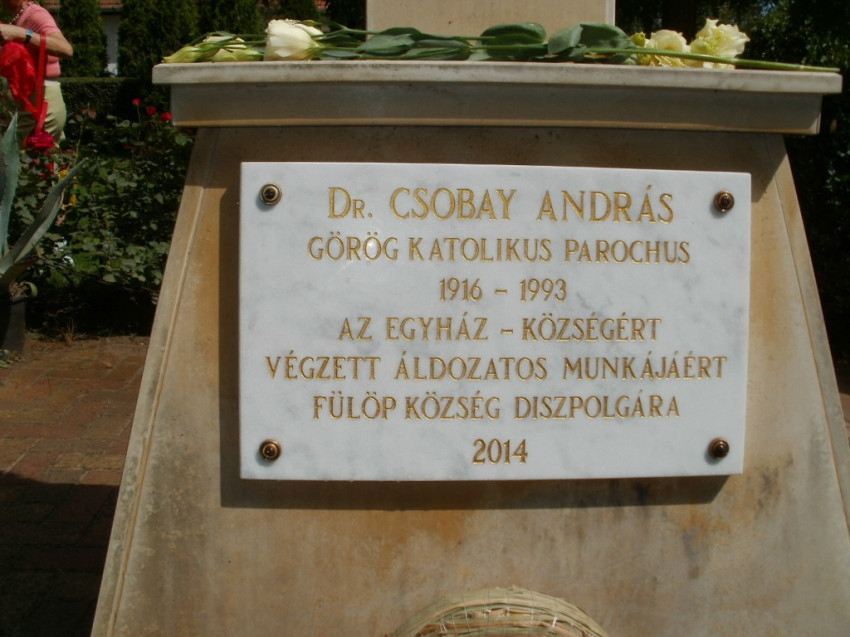 DR. CSOBAY ANDRÁS
GÖRÖG KATOLIKUS PAROCHUS
1916 - 1993
AZ EGYHÁZ - KÖZSÉGÉRT
VÉGZETT ÁLDOZATOS MUNKÁJÁÉRT
FÜLÖP KÖZSÉG DISZPOLGÁRA
2014